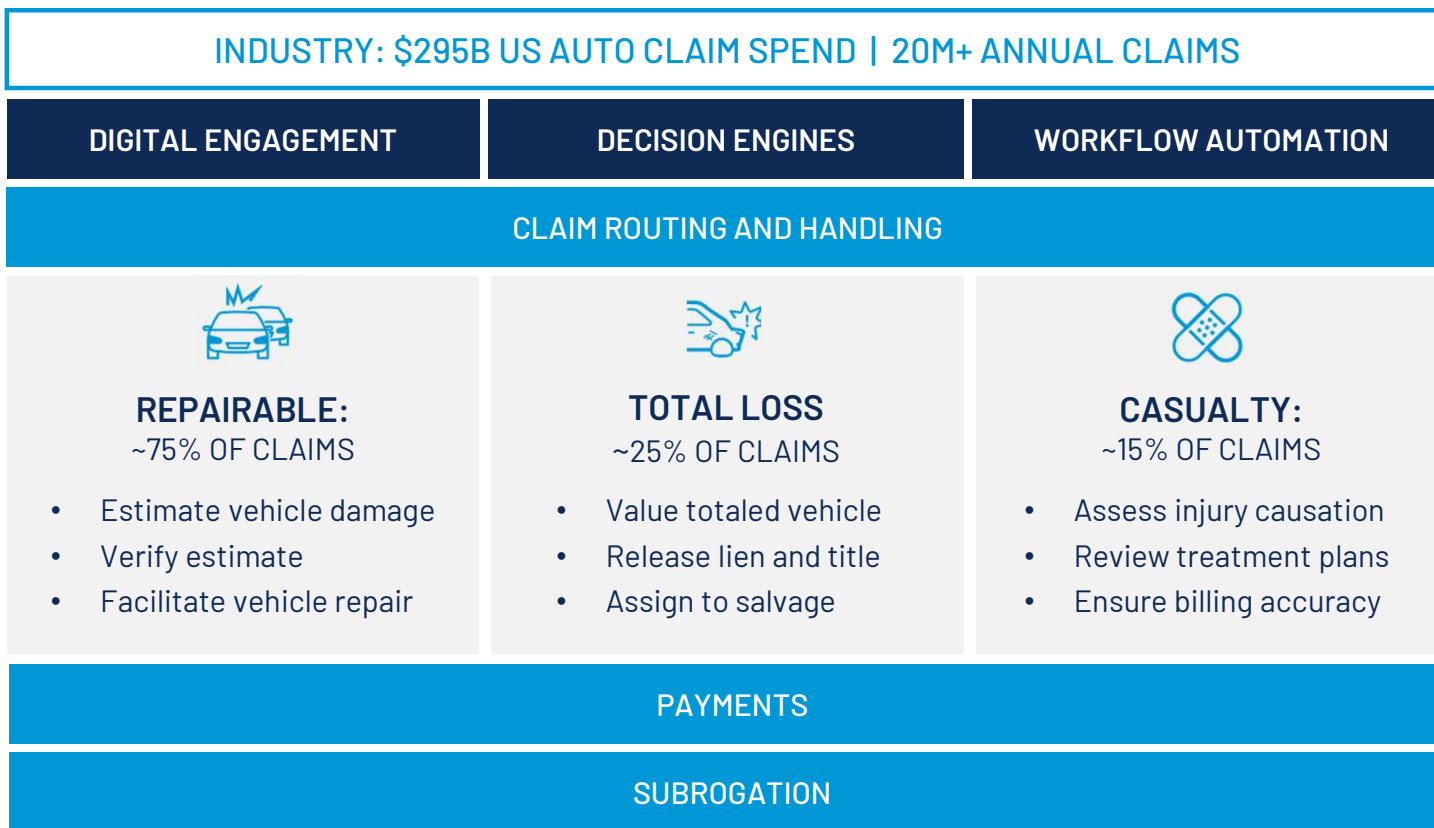 INDUSTRY: $295B US AUTO CLAIM SPEND | 20M+ ANNUAL CLAIMS
DIGITAL ENGAGEMENT
DECISION ENGINES
WORKFLOW AUTOMATION
CLAIM ROUTING AND HANDLING
REPAIRABLE:
~75% OF CLAIMS
• Estimate vehicle damage
• Verify estimate
• Facilitate vehicle repair
TOTAL LOSS
~25% OF CLAIMS
• Value totaled vehicle
• Release lien and title
• Assign to salvage
CASUALTY:
~15% OF CLAIMS
• Assess injury causation
• Review treatment plans
• Ensure billing accuracy
PAYMENTS
SUBROGATION